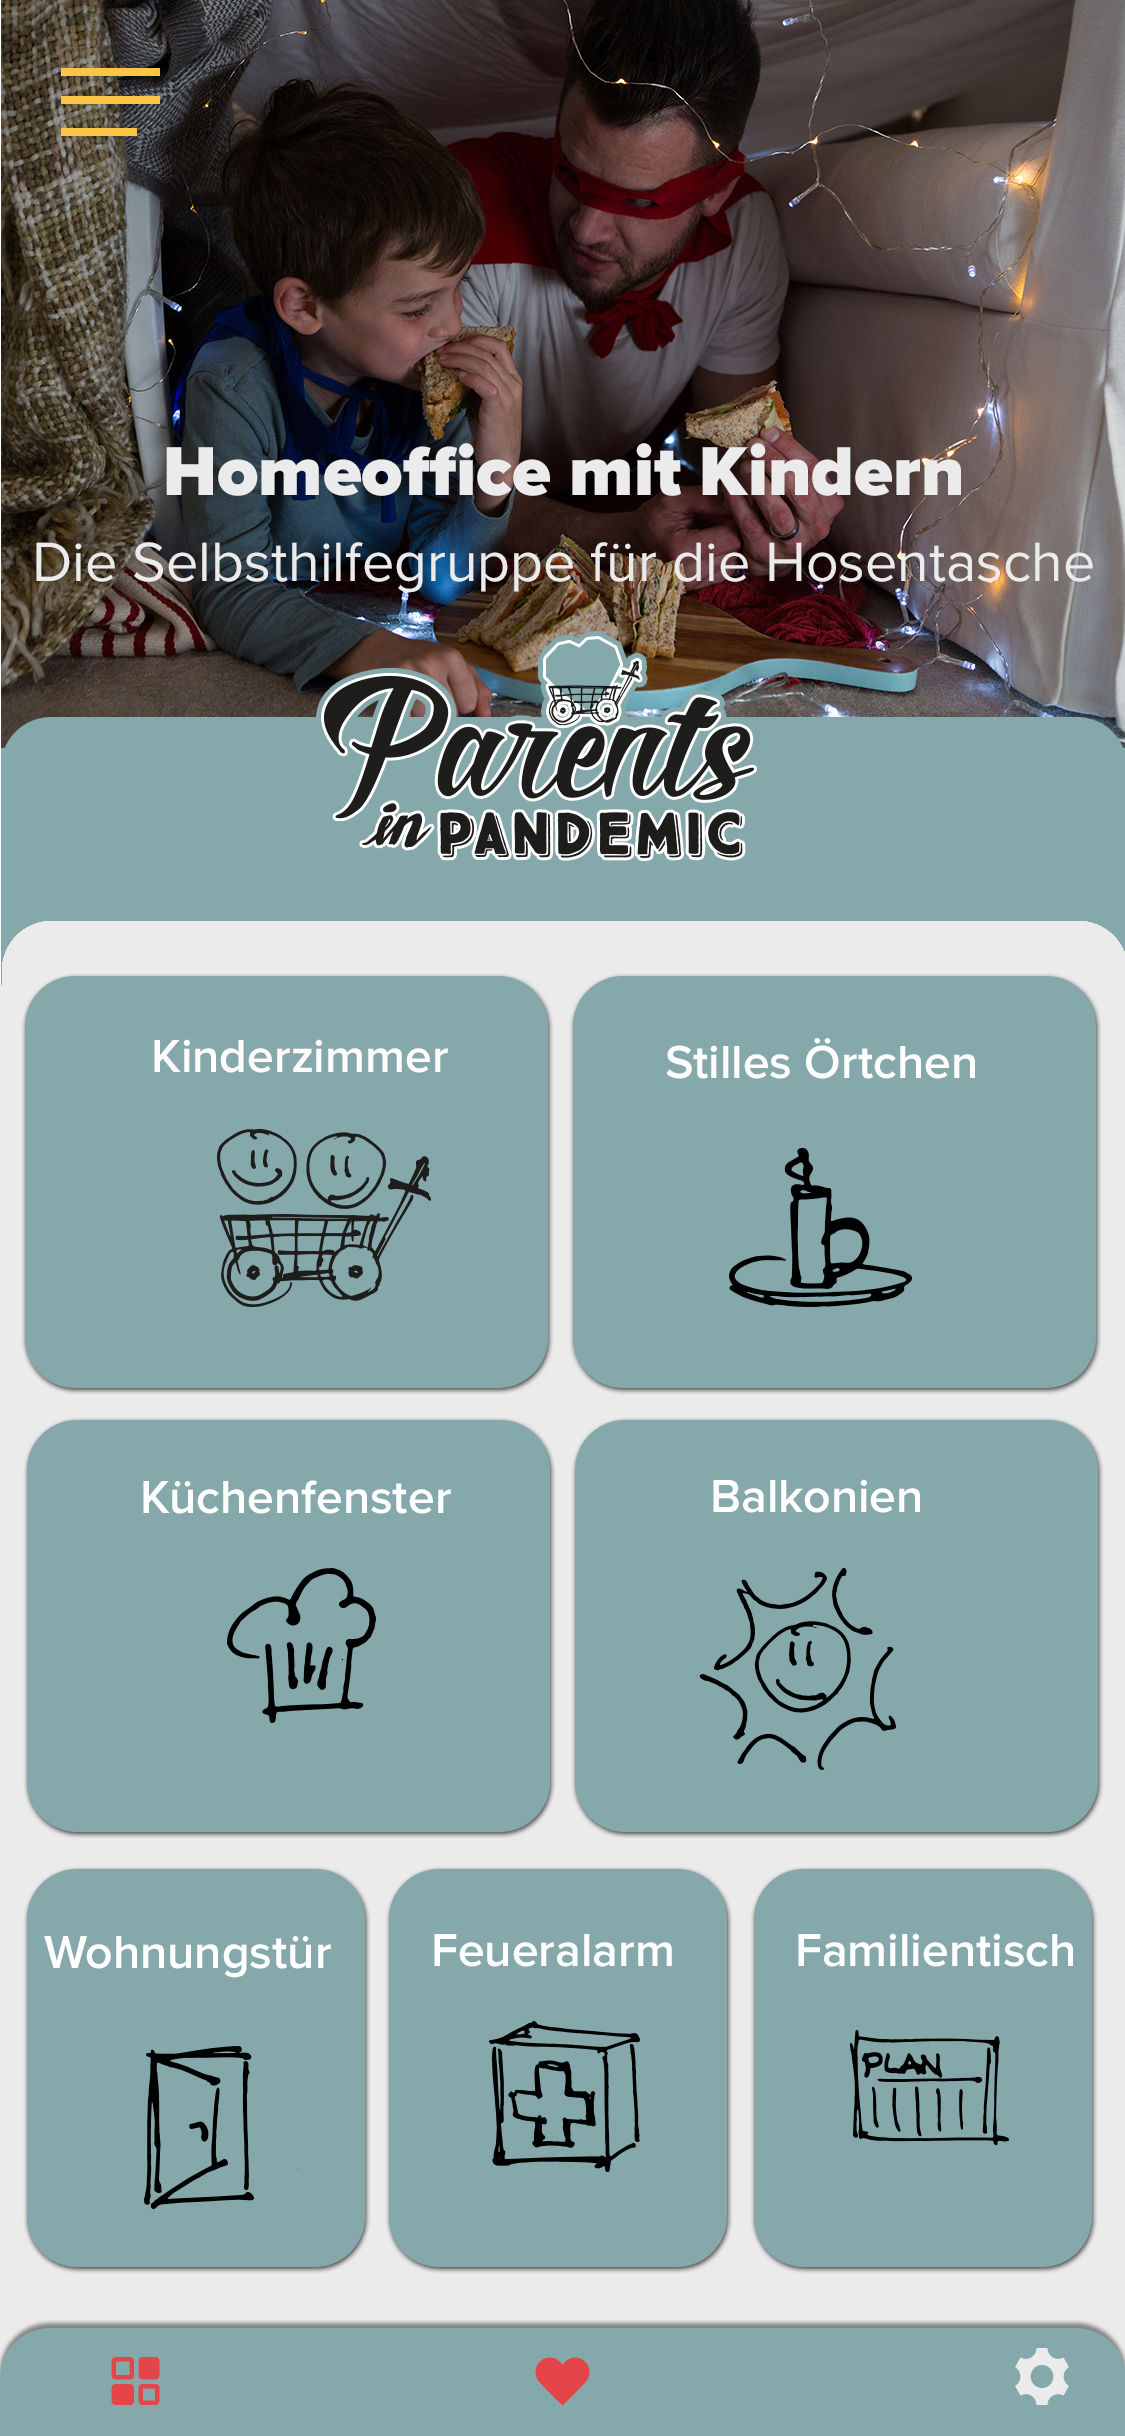 Homeoffice mit Kindern
Die Selbsthilfegruppe für die Hosentasche
Parents
in PANDEMIC
Kinderzimmer
Stilles Örtchen
Küchenfenster
Balkonien
Wohnungstür
Feueralarm
Familientisch
PLAN